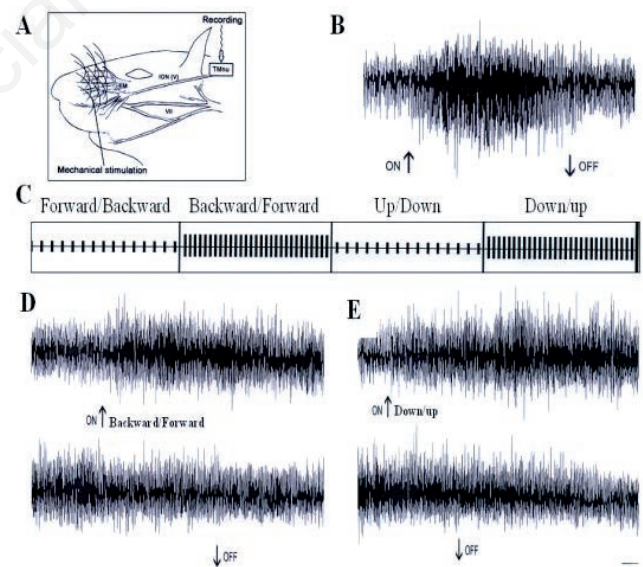 A
Recording
TMnu
ION (V)
VII
Mechanical stimulation
B
ON
OFF
C
Forward/Backward
Backward/Forward
Up/Down
Down/up
D
ON
Backward/Forward
OFF
E
ON
Down/up
OFF